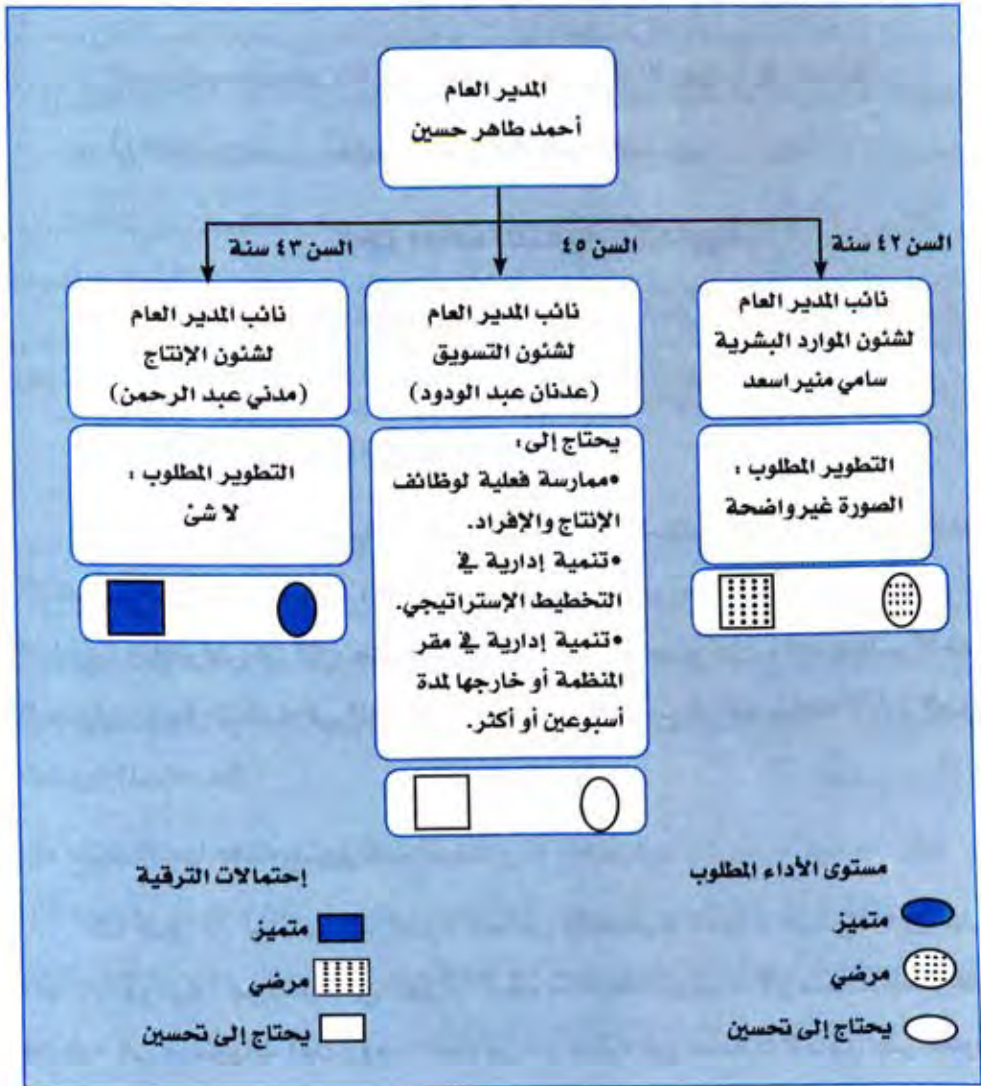 المدير العام
أحمد طاهر حسين
السن ٤٢ سنة
نائب المدير العام
لشئون الموارد البشرية
سامي منير اسعد
التطوير المطلوب :
الصورة غير واضحة
السن ٤٥
نائب المدير العام
لشئون التسويق
(عدنان عبد الودود)
يحتاج إلى :
•ممارسة فعلية لوظائف
الإنتاج والإفراد.
•تنمية إدارية في
التخطيط الإستراتيجي.
•تنمية إدارية في مقر
المنظمة أو خارجها لمدة
أسبوعين أو أكثر.
السن ٤٣ سنة
نائب المدير العام
لشئون الإنتاج
(مدني عبد الرحمن)
التطوير المطلوب :
لا شئ
مستوى الأداء المطلوب
متميز
مرضي
يحتاج إلى تحسين
إحتمالات الترقية
متميز
مرضي
يحتاج إلى تحسين